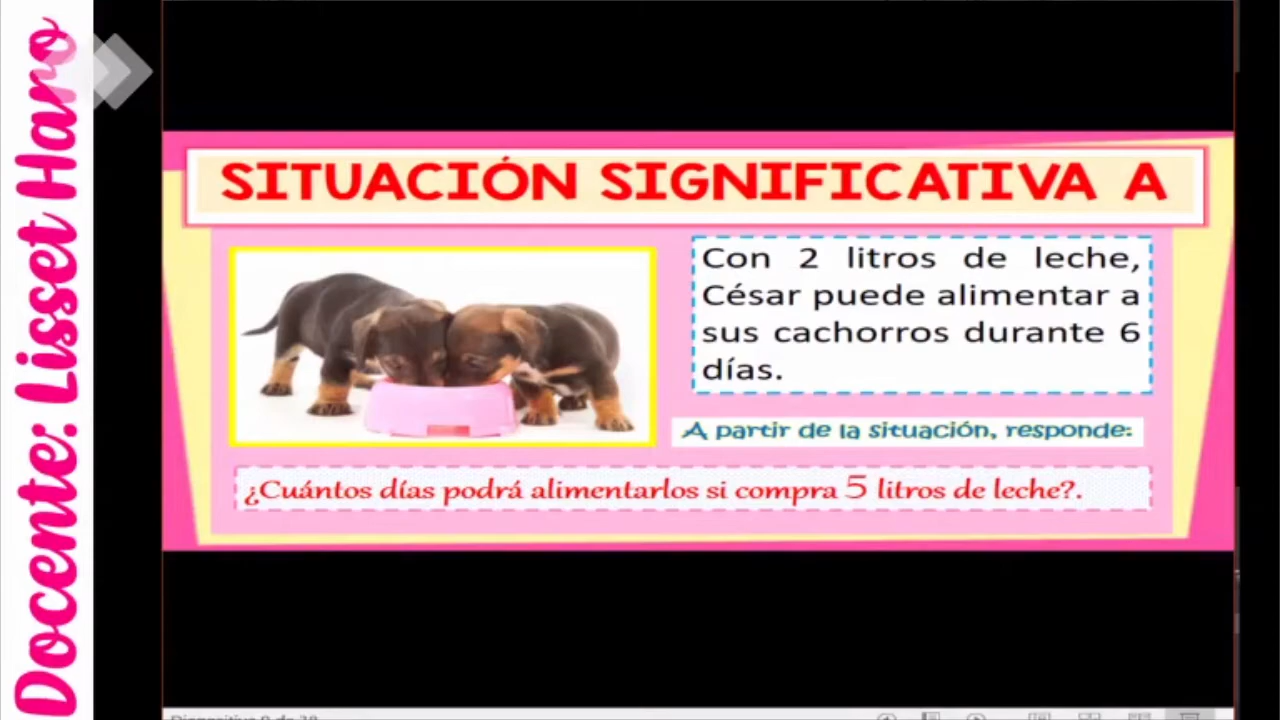 Docente: Lisset Haro
SITUACIÓN SIGNIFICATIVA A
Con 2 litros de leche,
César puede alimentar a
sus cachorros durante 6
días.
A partir de la situación, responde:
¿Cuántos días podrá alimentarlos si compra 5 litros de leche?.